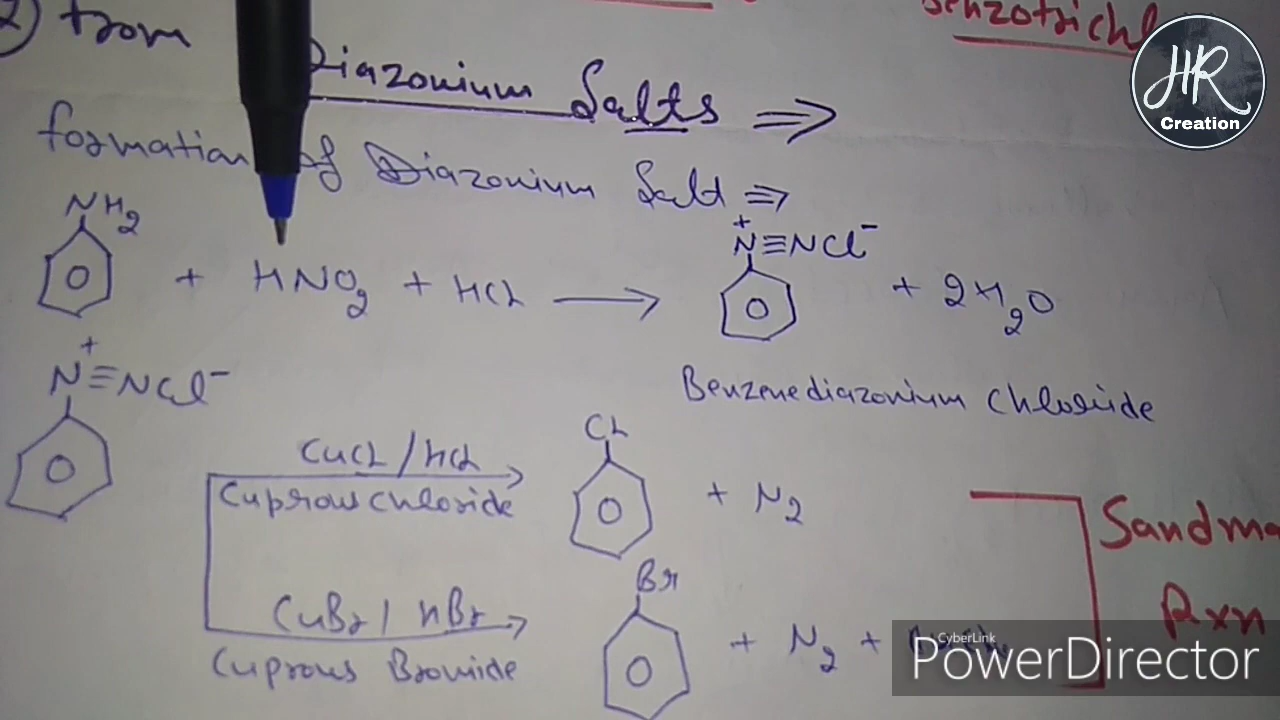 2) from Diazonium Salts ⇒
Benzotrichl
HR
Creation
formation of Diazonium Salt ⇒
NH2
+ HNO2 + HCl ⟶
+
N≡NCl⁻
+ 2H2O
Benzenediazonium Chloride
+
N≡NCl⁻
CuCl / HCl
Cuprous chloride
Cl
+ N2
CuBr / HBr
Cuprous Bromide
Br
+ N2 +
Sandma
Rxn
CyberLink
PowerDirector